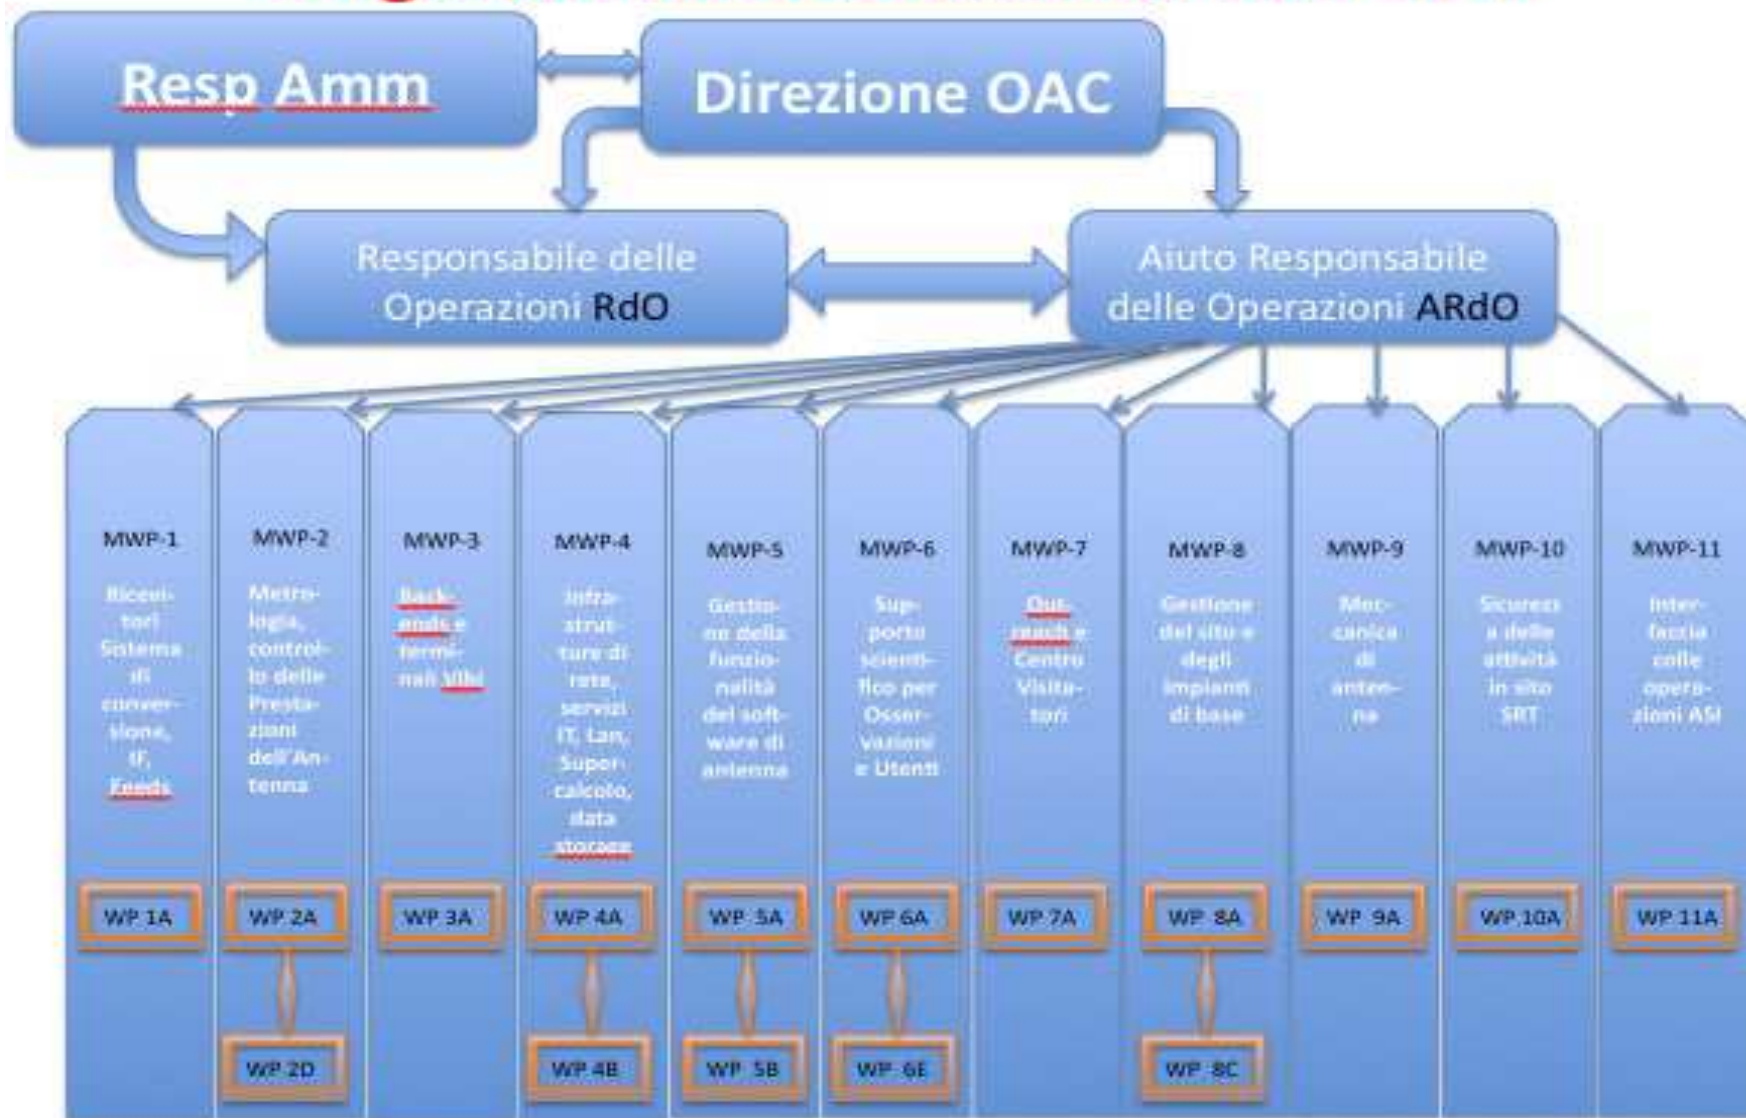 Resp Amm
Direzione OAC
Responsabile delle
Operazioni RdO
Aiuto Responsabile
delle Operazioni ARdO
MWP-1
Ricevi-
tori
Sistema
di
conver-
sione,
IF,
Feeds
MWP-2
Metro-
logia,
control-
lo delle
Presta-
zioni
dell'An-
tenna
MWP-3
Back-
ends e
termi-
nali Vlbi
MWP-4
Infra-
strut-
ture di
rete,
servizi
IT, Lan,
Super-
calcolo,
data
storage
MWP-5
Gestio-
ne della
funzio-
nalità
del soft-
ware di
antenna
MWP-6
Sup-
porto
scienti-
fico per
Osser-
vazioni
e Utenti
MWP-7
Out-
reach e
Centro
Visita-
tori
MWP-8
Gestione
del sito e
degli
impianti
di base
MWP-9
Mec-
canica
di
anten-
na
MWP-10
Sicurezz
a delle
attività
in sito
SRT
MWP-11
Inter-
faccia
colle
opera-
zioni ASI
WP 1A
WP 2A
WP 3A
WP 4A
WP 5A
WP 6A
WP 7A
WP 8A
WP 9A
WP 10A
WP 11A
WP 2D
WP 4B
WP 5B
WP 6E
WP 8C